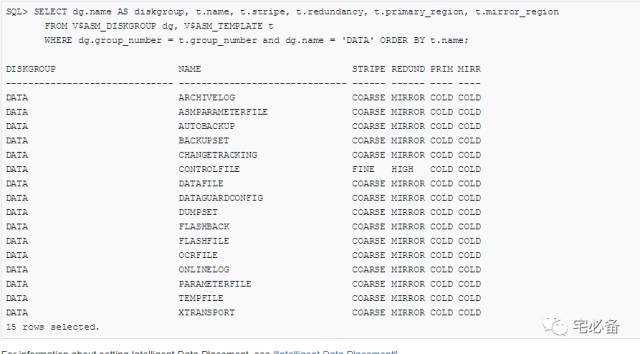 SQL> SELECT dg.name AS diskgroup, t.name, t.stripe, t.redundancy, t.primary_region, t.mirror_region
FROM V$ASM_DISKGROUP dg, V$ASM_TEMPLATE t
WHERE dg.group_number = t.group_number and dg.name = 'DATA' ORDER BY t.name;
DISKGROUP NAME STRIPE REDUND PRIM MIRR
------------------------------ ------------------------------ ------ ------ ---- ----
DATA ARCHIVELOG COARSE MIRROR COLD COLD
DATA ASMPARAMETERFILE COARSE MIRROR COLD COLD
DATA AUTOBACKUP COARSE MIRROR COLD COLD
DATA BACKUPSET COARSE MIRROR COLD COLD
DATA CHANGETRACKING COARSE MIRROR COLD COLD
DATA CONTROLFILE FINE HIGH COLD COLD
DATA DATAFILE COARSE MIRROR COLD COLD
DATA DATAGUARDCONFIG COARSE MIRROR COLD COLD
DATA DUMPSET COARSE MIRROR COLD COLD
DATA FLASHBACK COARSE MIRROR COLD COLD
DATA FLASHFILE COARSE MIRROR COLD COLD
DATA OCRFILE COARSE MIRROR COLD COLD
DATA ONLINELOG COARSE MIRROR COLD COLD
DATA PARAMETERFILE COARSE MIRROR COLD COLD
DATA TEMPFILE COARSE MIRROR COLD COLD
DATA XTRANSPORT COARSE MIRROR COLD COLD
15 rows selected.
宅必备
For information about setting Intelligent Data Placement, see "Intelligent Data Placement"